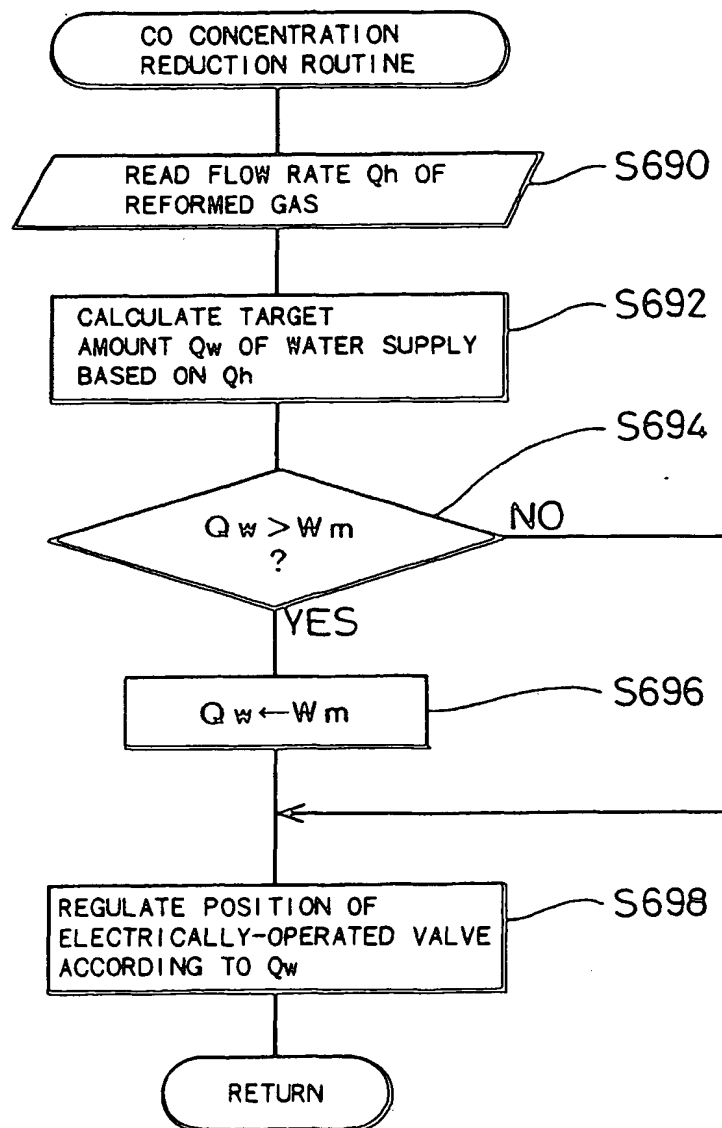 CO CONCENTRATION
REDUCTION ROUTINE
READ FLOW RATE Qh OF
REFORMED GAS
S690
CALCULATE TARGET
AMOUNT Qw OF WATER SUPPLY
BASED ON Qh
S692
S694
Qw>Wm
?
NO
YES
Qw←Wm
S696
REGULATE POSITION OF
ELECTRICALLY-OPERATED VALVE
ACCORDING TO Qw
S698
RETURN